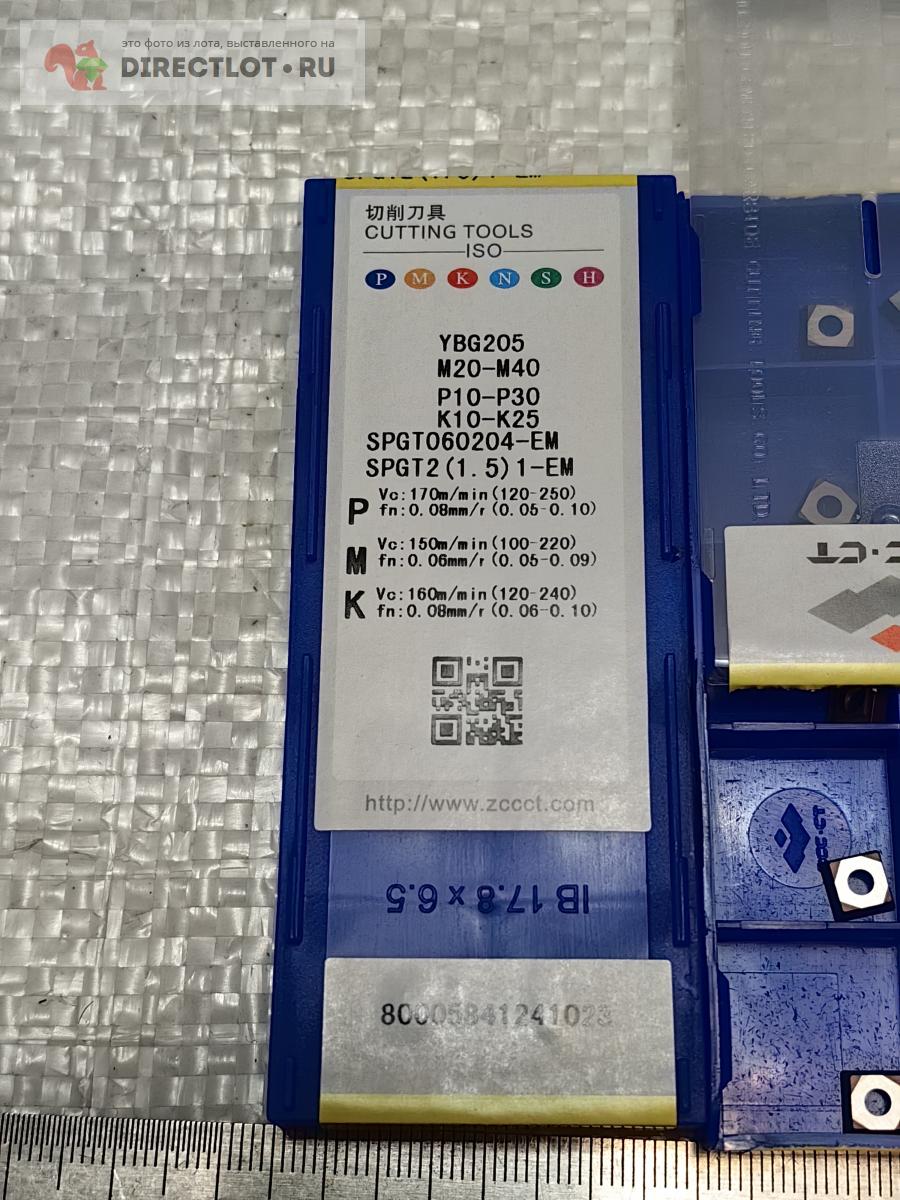 это фото из лота, выставленного на
DIRECTLOT•RU
切削刀具
CUTTING TOOLS
ISO
P M K N S H
YBG205
M20-M40
P10-P30
K10-K25
SPGT060204-EM
SPGT2(1.5)1-EM
P Vc:170m/min(120-250)
fn:0.08mm/r(0.05-0.10)
M Vc:150m/min(100-220)
fn:0.06mm/r(0.05-0.09)
K Vc:160m/min(120-240)
fn:0.08mm/r(0.06-0.10)
http://www.zccct.com
IB 17.8 x 6.5
80005841241023
C·CT